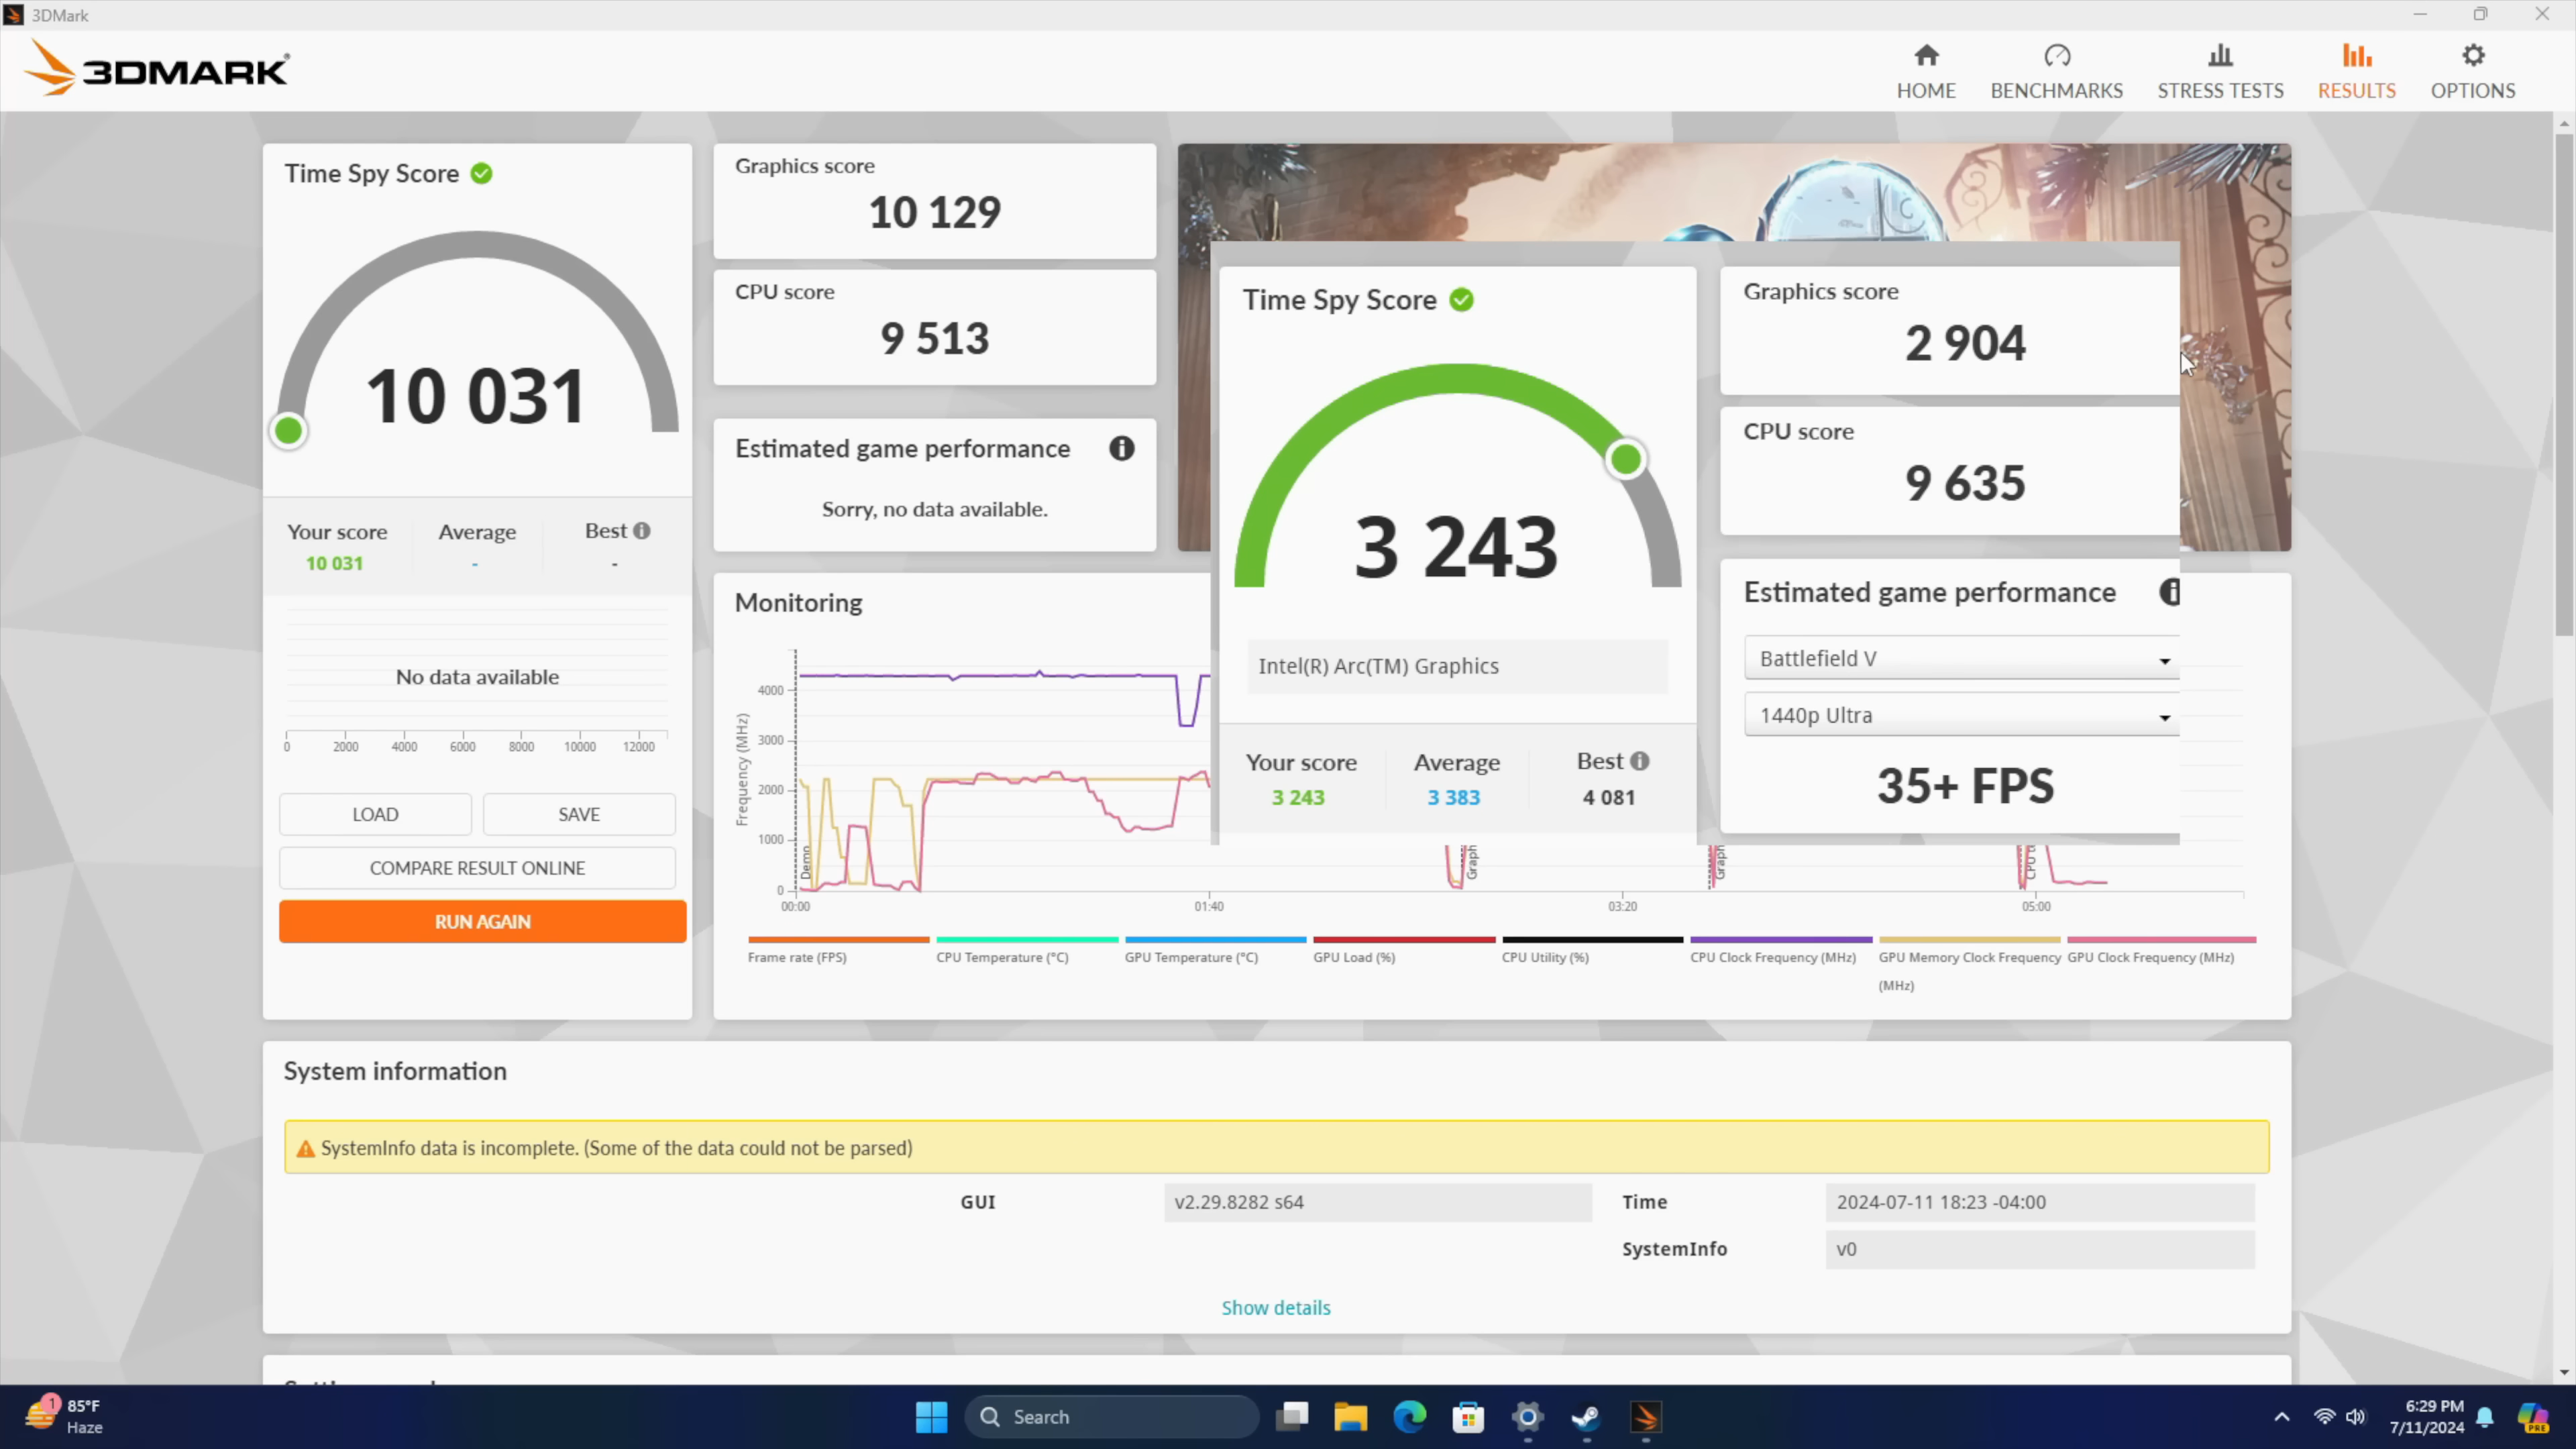 3DMark
3DMARK
HOME
BENCHMARKS
STRESS TESTS
RESULTS
OPTIONS
Time Spy Score
10 031
Your score
Average
Best
10 031
-
-
No data available
0 2000 4000 6000 8000 10000 12000
LOAD
SAVE
COMPARE RESULT ONLINE
RUN AGAIN
Graphics score
10 129
CPU score
9 513
Estimated game performance
Sorry, no data available.
Time Spy Score
3 243
Intel(R) Arc(TM) Graphics
Your score
Average
Best
3 243
3 383
4 081
Graphics score
2 904
CPU score
9 635
Estimated game performance
Battlefield V
1440p Ultra
35+ FPS
Monitoring
Frequency (MHz)
4000
3000
2000
1000
0
Demo
00:00 01:40 03:20 05:00
Frame rate (FPS)
CPU Temperature (°C)
GPU Temperature (°C)
GPU Load (%)
CPU Utility (%)
CPU Clock Frequency (MHz)
GPU Memory Clock Frequency
(MHz)
GPU Clock Frequency (MHz)
System information
SystemInfo data is incomplete. (Some of the data could not be parsed)
GUI
v2.29.8282 s64
Time
2024-07-11 18:23 -04:00
SystemInfo
v0
Show details
1
85°F
Haze
Search
6:29 PM
7/11/2024
PRE